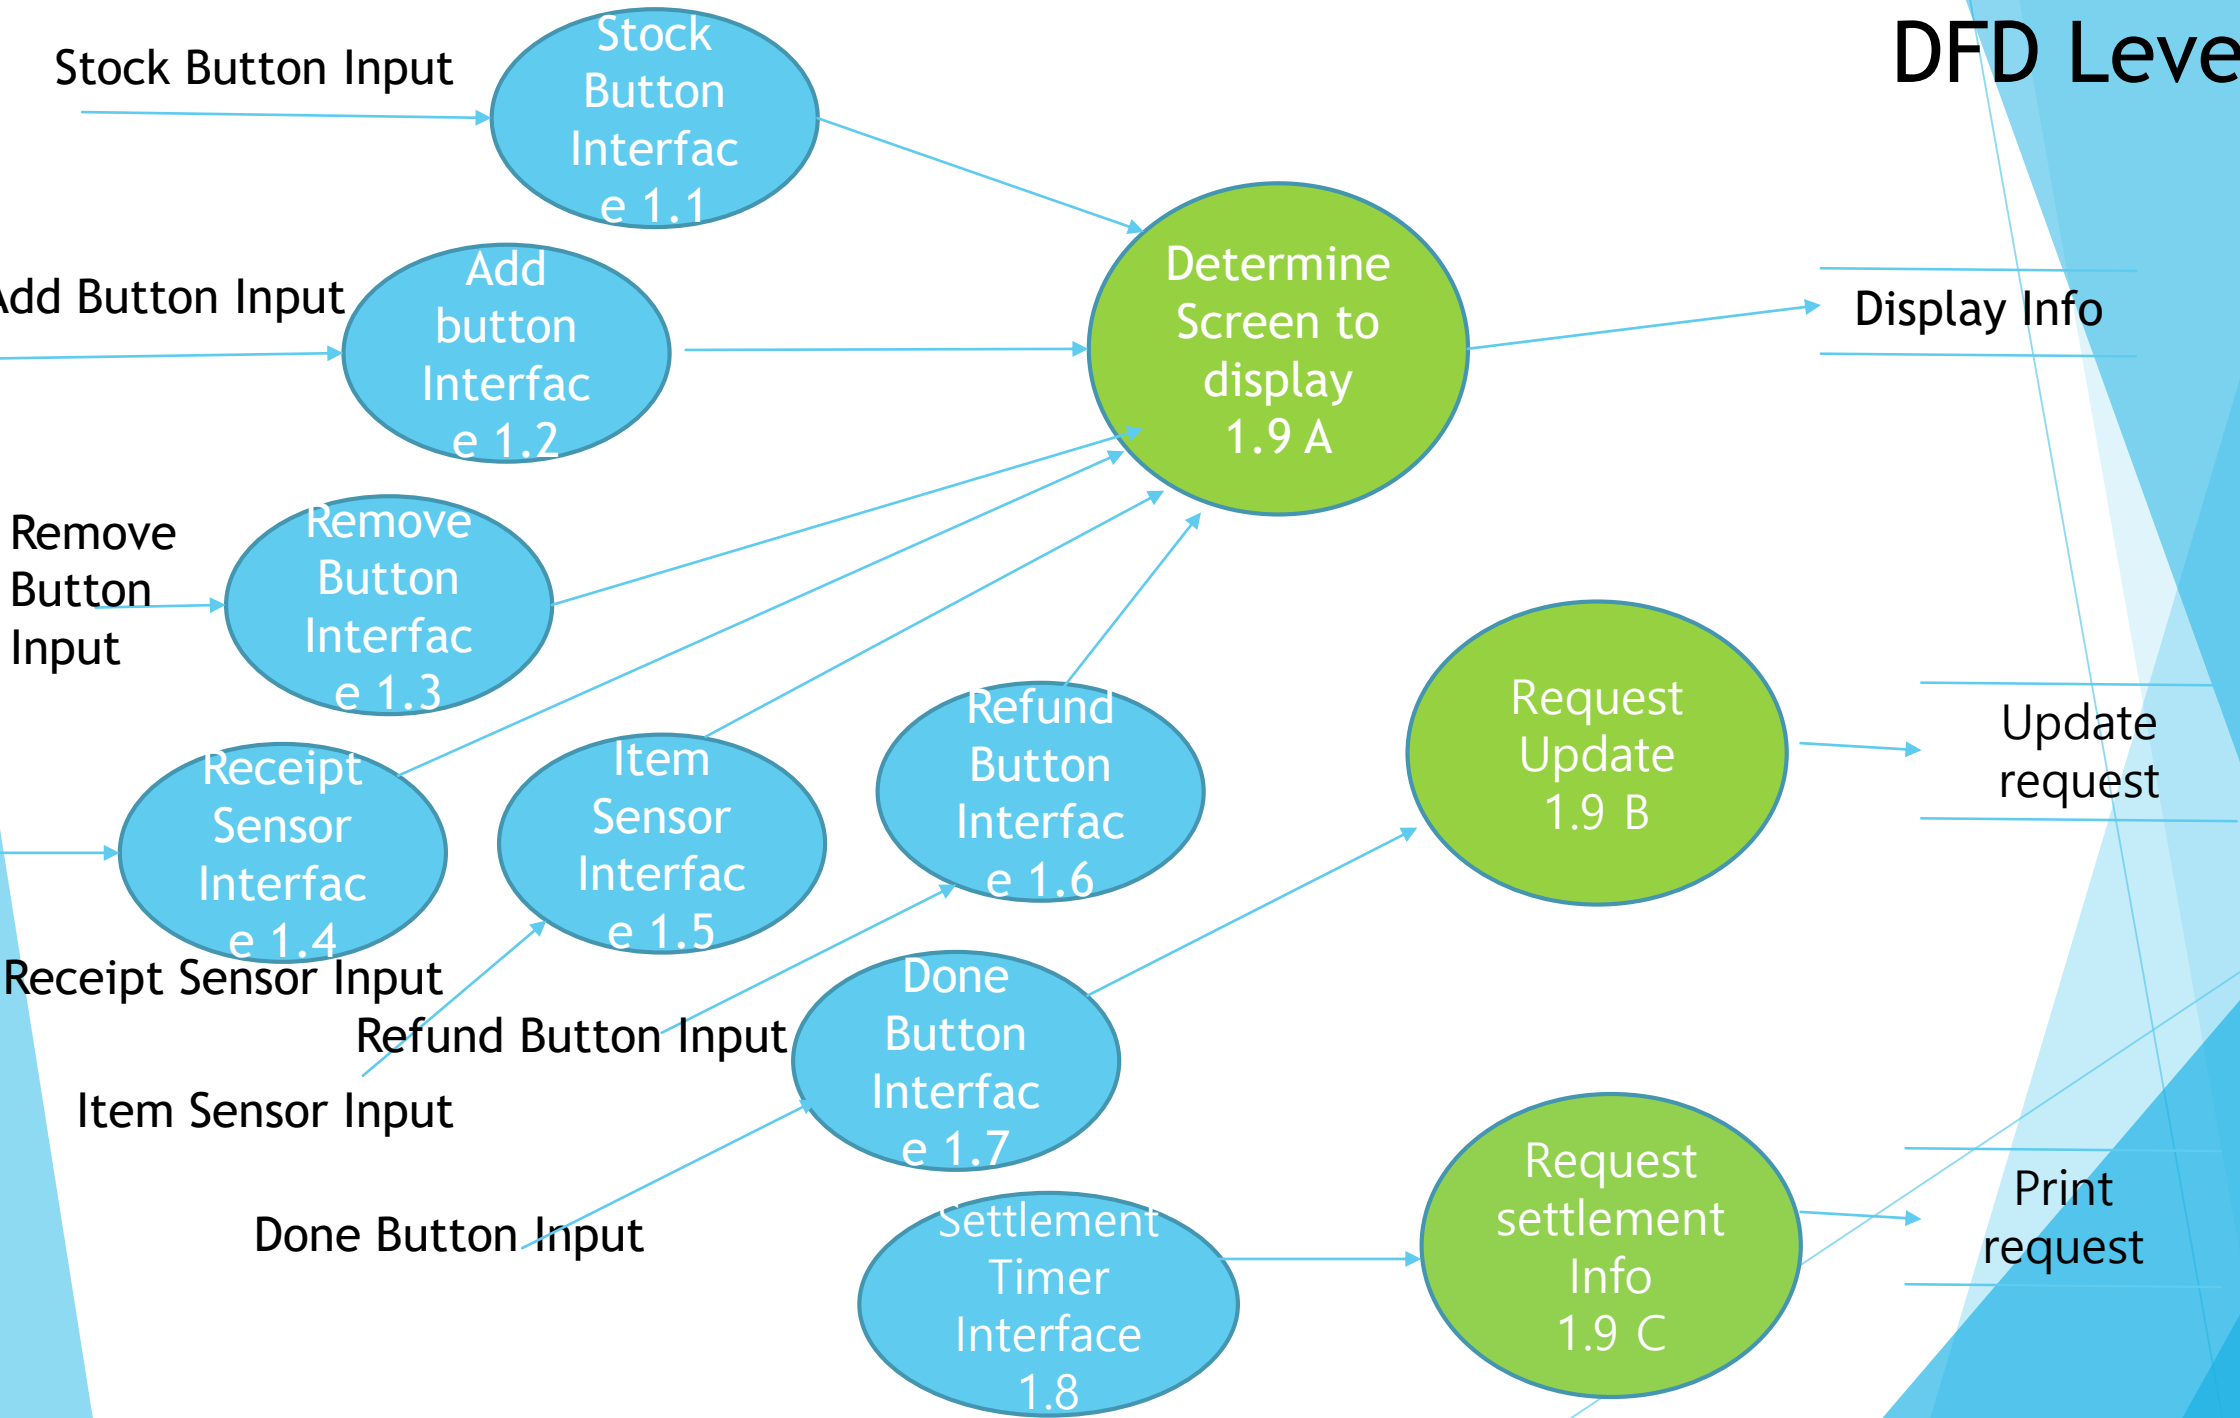 DFD Leve
Stock Button Input
Stock
Button
Interfac
e 1.1
Add Button Input
Add
button
Interfac
e 1.2
Determine
Screen to
display
1.9 A
Display Info
Remove
Button
Input
Remove
Button
Interfac
e 1.3
Receipt
Sensor
Interfac
e 1.4
Item
Sensor
Interfac
e 1.5
Refund
Button
Interfac
e 1.6
Request
Update
1.9 B
Update
request
Receipt Sensor Input
Refund Button Input
Item Sensor Input
Done
Button
Interfac
e 1.7
Done Button Input
Settlement
Timer
Interface
1.8
Request
settlement
Info
1.9 C
Print
request